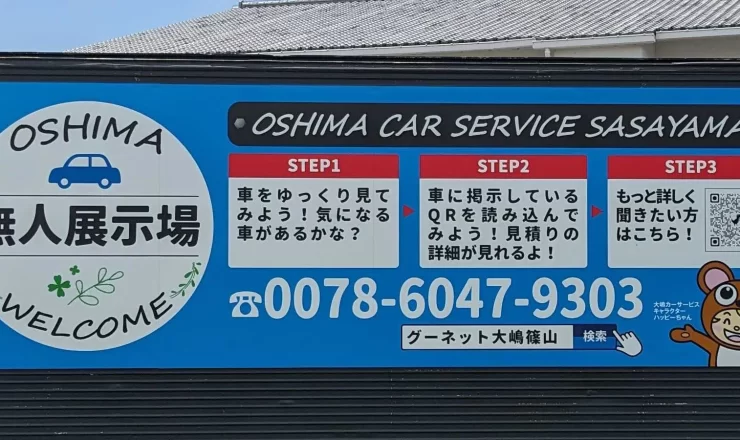 OSHIMA
無人展示場
WELCOME
OSHIMA CAR SERVICE SASAYAMA
STEP1
車をゆっくり見て
みよう！気になる
車があるかな？
STEP2
車に掲示している
QRを読み込んで
みよう！見積りの
詳細が見れるよ！
STEP3
もっと詳しく
聞きたい方
はこちら！
☎0078-6047-9303
グーネット大嶋篠山 検索
大嶋カーサービス
キャラクター
ハッピーちゃん